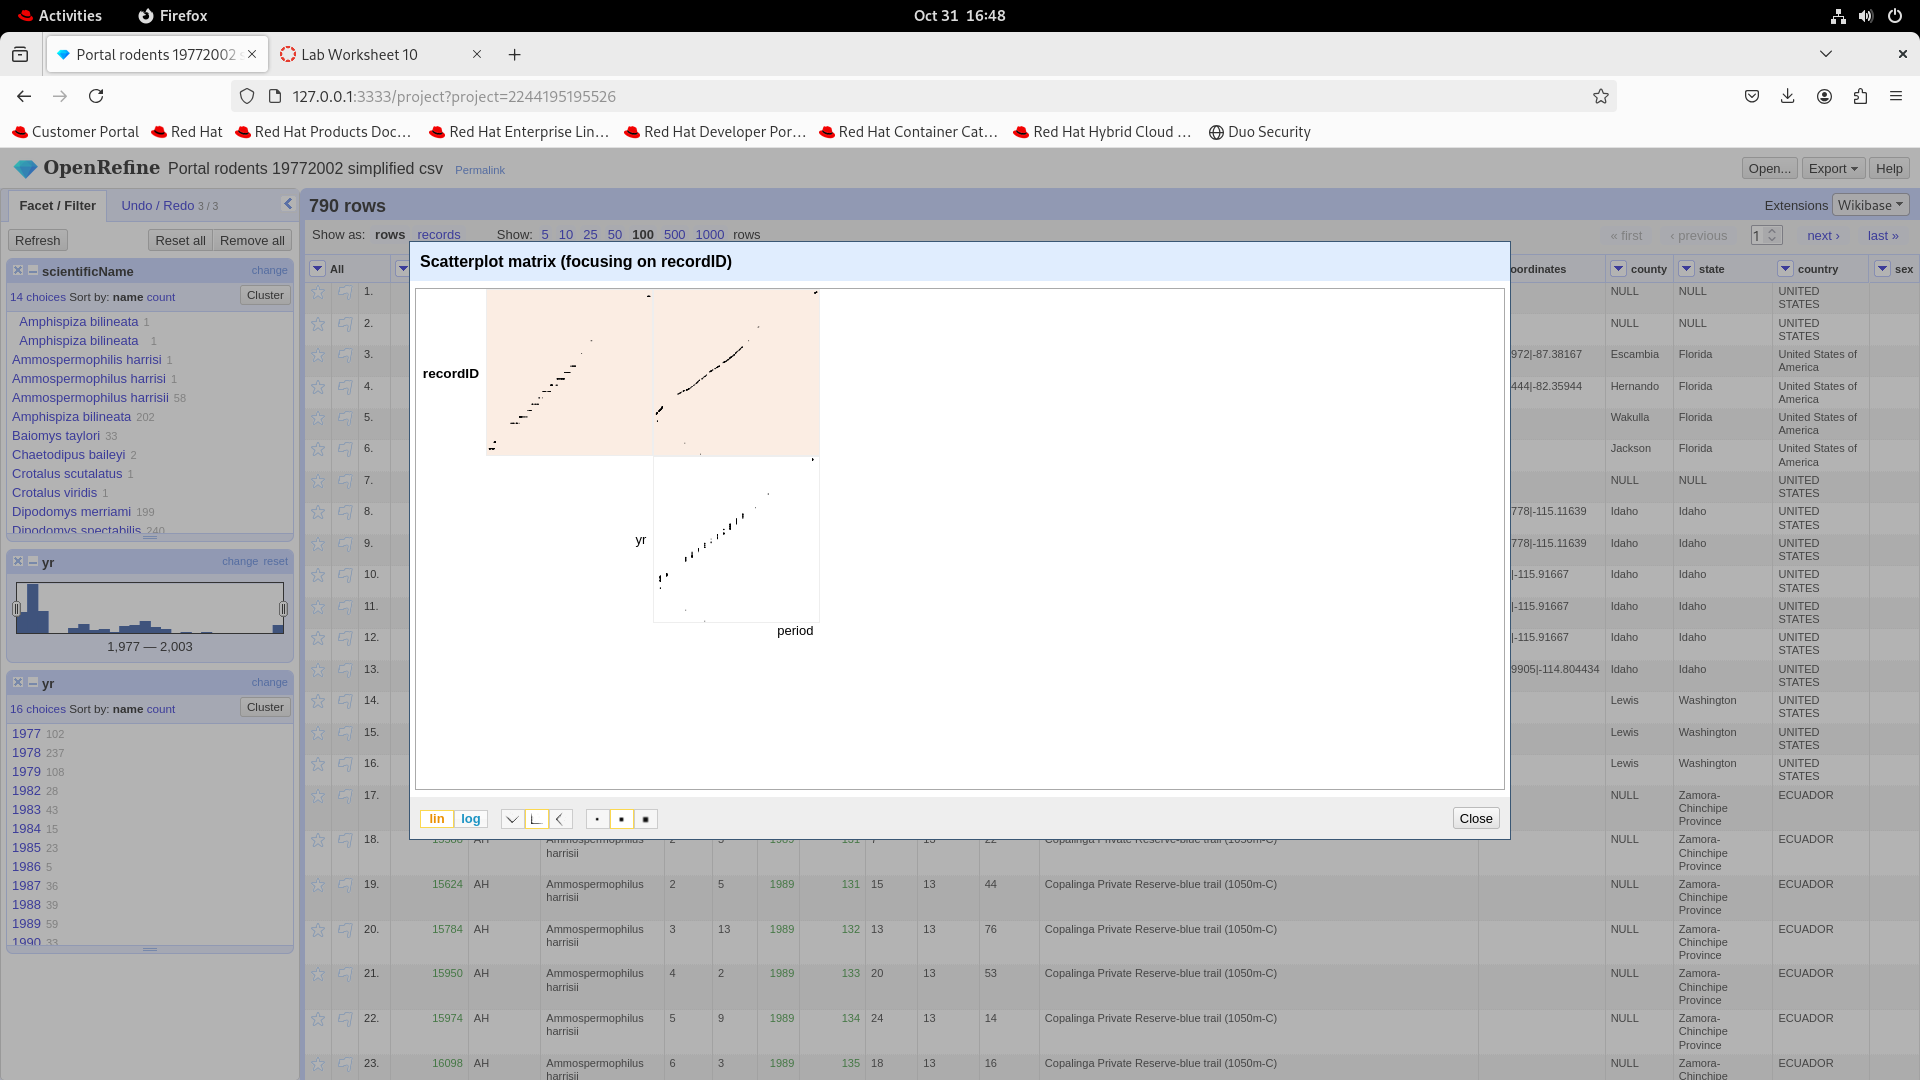 Activities
Firefox
Oct 31 16:48
Portal rodents 19772002 s
Lab Worksheet 10
127.0.0.1:3333/project?project=2244195195526
Customer Portal
Red Hat
Red Hat Products Doc…
Red Hat Enterprise Lin…
Red Hat Developer Por…
Red Hat Container Cat…
Red Hat Hybrid Cloud …
Duo Security
OpenRefine Portal rodents 19772002 simplified csv Permalink
Open...
Export
Help
Facet / Filter
Undo / Redo 3 / 3
790 rows
Extensions Wikibase
Refresh
Reset all
Remove all
Show as: rows records Show: 5 10 25 50 100 500 1000 rows
« first ‹ previous 1 next › last »
scientificName change
14 choices Sort by: name count
Cluster
Amphispiza bilineata 1
Amphispiza bilineata 1
Ammospermophilis harrisi 1
Ammospermophilus harrisi 1
Ammospermophilus harrisii 58
Amphispiza bilineata 202
Baiomys taylori 33
Chaetodipus baileyi 2
Crotalus scutalatus 1
Crotalus viridis 1
Dipodomys merriami 199
Dipodomys spectabilis 240
yr change reset
1,977 — 2,003
yr change
16 choices Sort by: name count
Cluster
1977 102
1978 237
1979 108
1982 28
1983 43
1984 15
1985 23
1986 5
1987 36
1988 39
1989 59
1990 33
All
oordinates county state country sex
1. NULL NULL UNITED STATES
2. NULL NULL UNITED STATES
3. 972|-87.38167 Escambia Florida United States of America
4. 444|-82.35944 Hernando Florida United States of America
5. Wakulla Florida United States of America
6. Jackson Florida United States of America
7. NULL NULL UNITED STATES
8. 778|-115.11639 Idaho Idaho UNITED STATES
9. 778|-115.11639 Idaho Idaho UNITED STATES
10. |-115.91667 Idaho Idaho UNITED STATES
11. |-115.91667 Idaho Idaho UNITED STATES
12. |-115.91667 Idaho Idaho UNITED STATES
13. 9905|-114.804434 Idaho Idaho UNITED STATES
14. Lewis Washington UNITED STATES
15. Lewis Washington UNITED STATES
16. Lewis Washington UNITED STATES
17. NULL Zamora-Chinchipe Province ECUADOR
18. AH Ammospermophilus harrisii 1989 131 13 22 Copalinga Private Reserve-blue trail (1050m-C) NULL Zamora-Chinchipe Province ECUADOR
19. 15624 AH Ammospermophilus harrisii 2 5 1989 131 15 13 44 Copalinga Private Reserve-blue trail (1050m-C) NULL Zamora-Chinchipe Province ECUADOR
20. 15784 AH Ammospermophilus harrisii 3 13 1989 132 13 13 76 Copalinga Private Reserve-blue trail (1050m-C) NULL Zamora-Chinchipe Province ECUADOR
21. 15950 AH Ammospermophilus harrisii 4 2 1989 133 20 13 53 Copalinga Private Reserve-blue trail (1050m-C) NULL Zamora-Chinchipe Province ECUADOR
22. 15974 AH Ammospermophilus harrisii 5 9 1989 134 24 13 14 Copalinga Private Reserve-blue trail (1050m-C) NULL Zamora-Chinchipe Province ECUADOR
23. 16098 AH Ammospermophilus harrisii 6 3 1989 135 18 13 16 Copalinga Private Reserve-blue trail (1050m-C) NULL Zamora-Chinchipe ECUADOR
Scatterplot matrix (focusing on recordID)
recordID
yr
period
lin log
Close